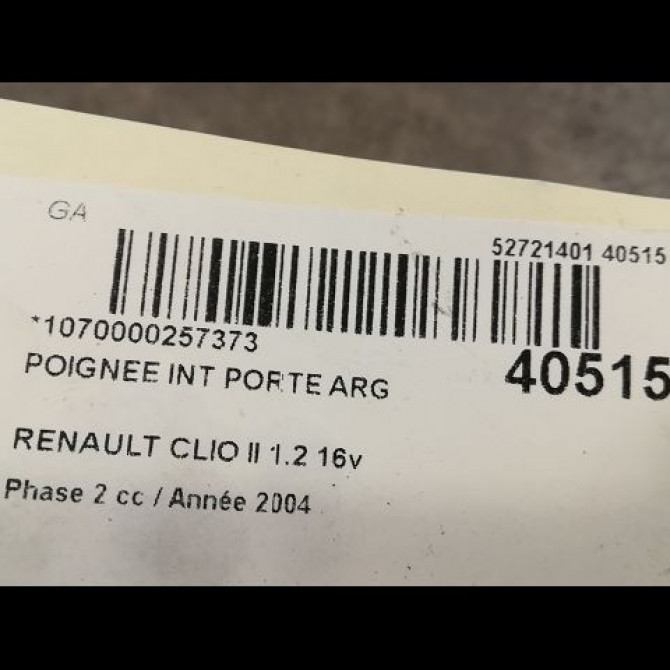 GA
52721401 40515
*1070000257373
40515
POIGNEE INT PORTE ARG
RENAULT CLIO II 1.2 16v
Phase 2 cc / Année 2004